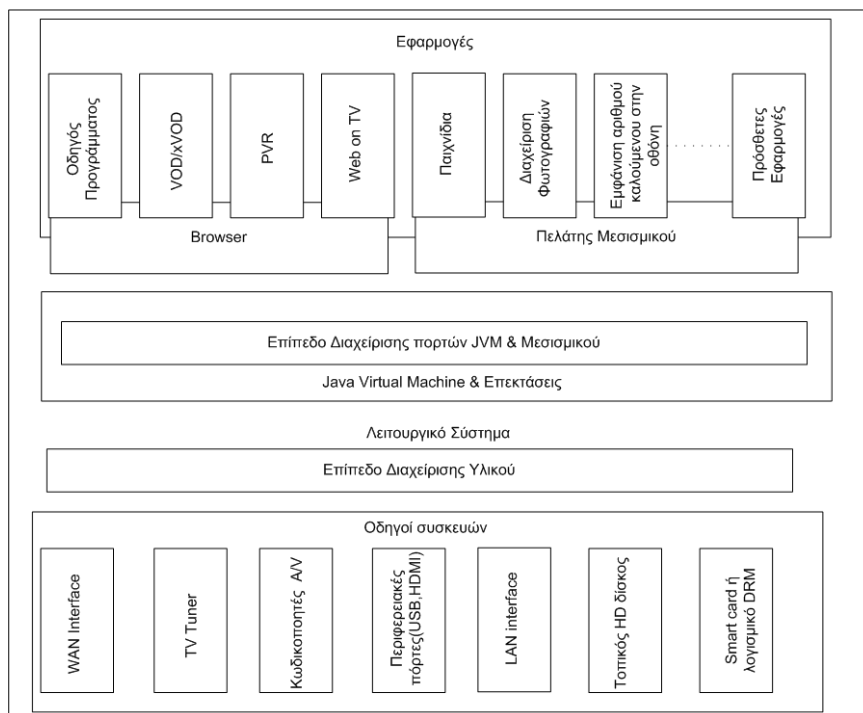 Εφαρμογές
Οδηγός
Προγράμματος
VOD/xVOD
PVR
Web on TV
Παιχνίδια
Διαχείριση
Φωτογραφιών
Εμφάνιση αριθμού
καλούμενου στην
οθόνη
Πρόσθετες
Εφαρμογές
Browser
Πελάτης Μεσισμικού
Επίπεδο Διαχείρισης πορτών JVM & Μεσισμικού
Java Virtual Machine & Επεκτάσεις
Λειτουργικό Σύστημα
Επίπεδο Διαχείρισης Υλικού
Οδηγοί συσκευών
WAN Interface
TV Tuner
Κωδικοποητές A/V
Περιφερειακές
πόρτες(USB,HDMI)
LAN interface
Τοπικός HD δίσκος
Smart card ή
λογισμικό DRM